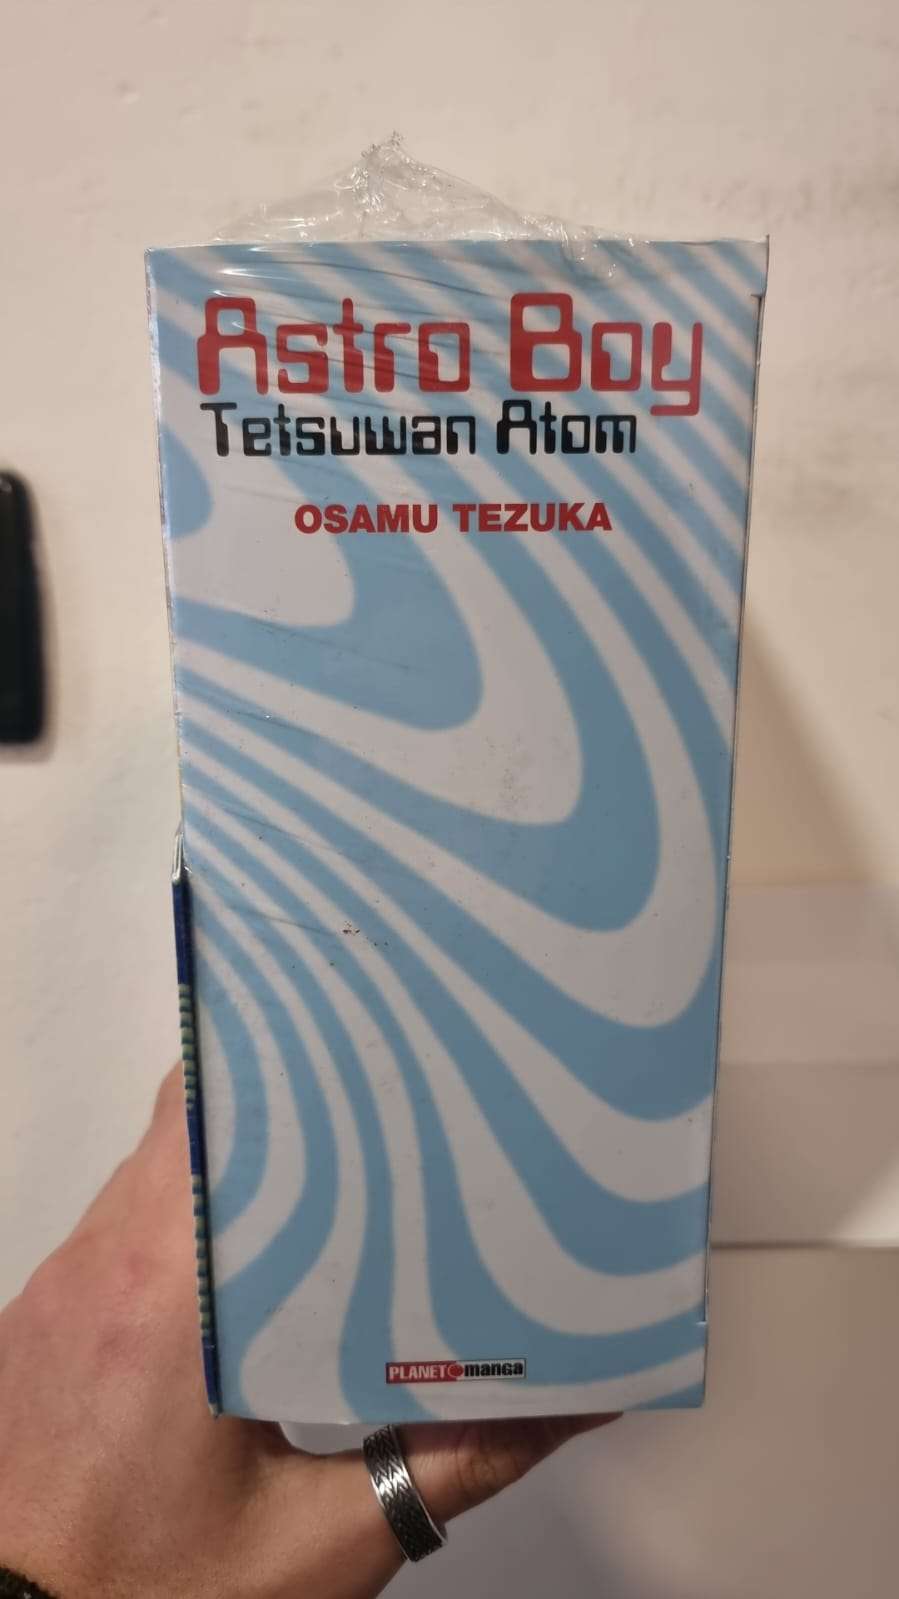 Astro Boy
Tetsuwan Atom
OSAMU TEZUKA
PLANET manga